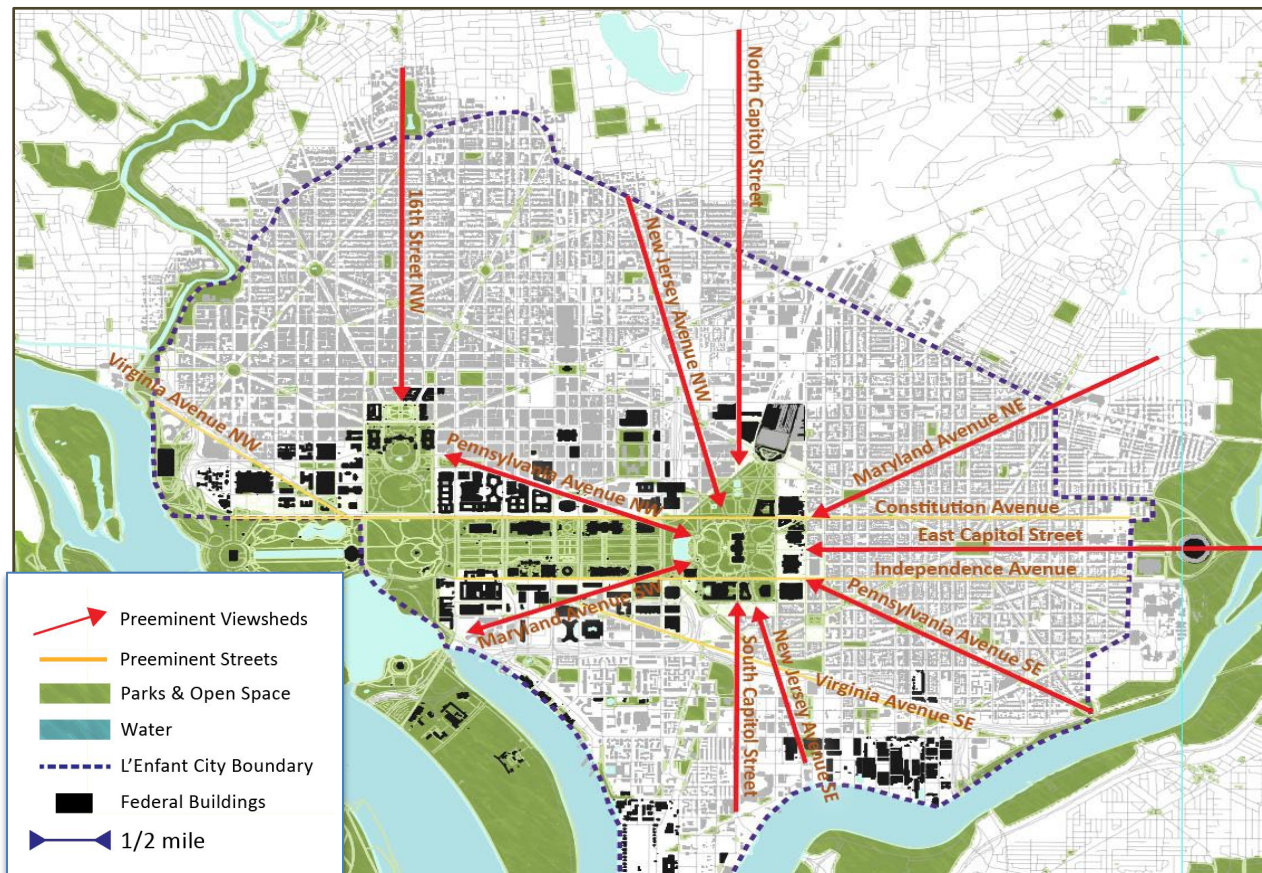 North Capitol Street
16th Street NW
New Jersey Avenue NW
Virginia Avenue NW
Pennsylvania Avenue NW
Maryland Avenue NE
Constitution Avenue
East Capitol Street
Independence Avenue
Pennsylvania Avenue SE
Maryland Avenue SW
South Capitol Street
New Jersey Avenue SE
Virginia Avenue SE
Preeminent Viewsheds
Preeminent Streets
Parks & Open Space
Water
L'Enfant City Boundary
Federal Buildings
1/2 mile